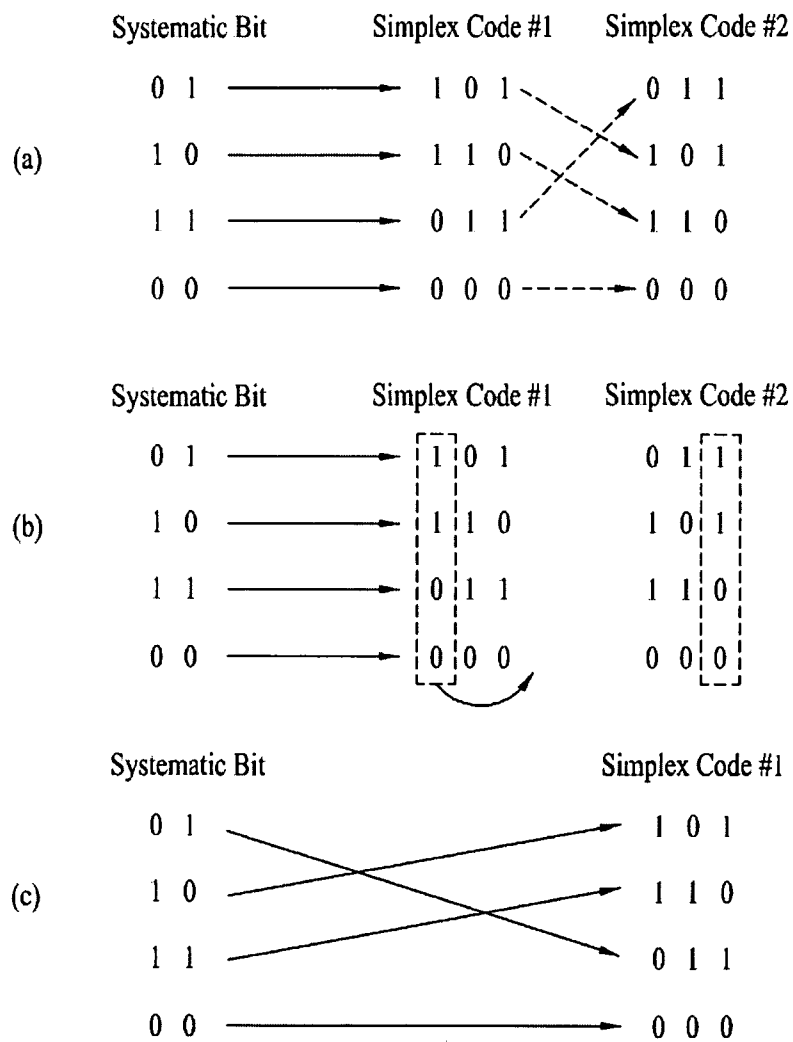 Systematic Bit Simplex Code #1 Simplex Code #2
0 1 1 0 1 0 1 1
(a) 1 0 1 1 0 1 0 1
1 1 0 1 1 1 1 0
0 0 0 0 0 0 0 0
Systematic Bit Simplex Code #1 Simplex Code #2
0 1 1 0 1 0 1 1
(b) 1 0 1 1 0 1 0 1
1 1 0 1 1 1 1 0
0 0 0 0 0 0 0 0
Systematic Bit Simplex Code #1
0 1 1 0 1
(c) 1 0 1 1 0
1 1 0 1 1
0 0 0 0 0